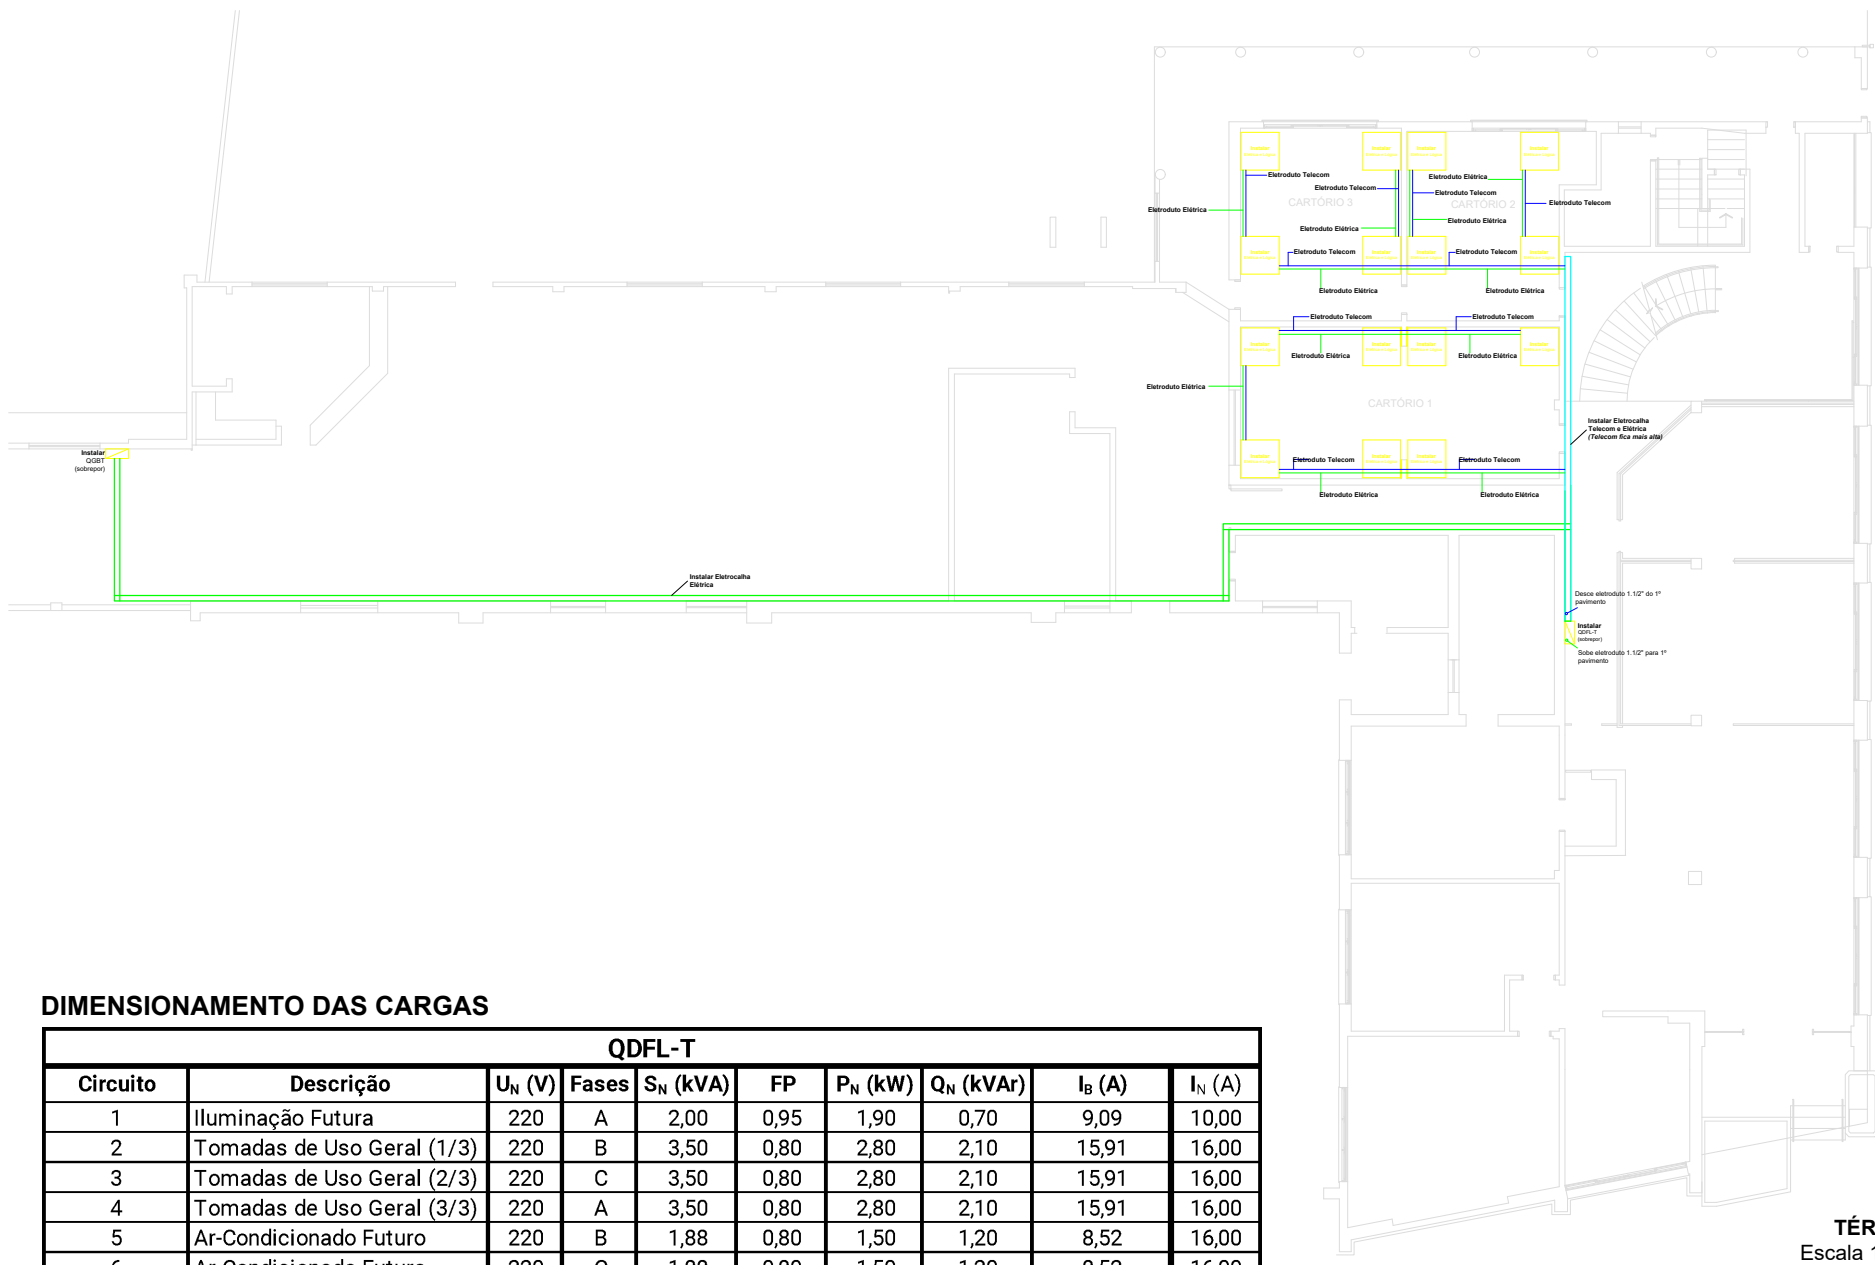 Eletroduto Telecom
Eletroduto Telecom
Eletroduto Elétrica
Eletroduto Telecom
CARTÓRIO 3
CARTÓRIO 2
Eletroduto Telecom
Eletroduto Elétrica
Eletroduto Elétrica
Eletroduto Elétrica
Eletroduto Telecom
Eletroduto Telecom
Eletroduto Elétrica
Eletroduto Elétrica
Eletroduto Telecom
Eletroduto Telecom
Eletroduto Elétrica
Eletroduto Elétrica
Eletroduto Elétrica
CARTÓRIO 1
Instalar Eletrocalha
Telecom e Elétrica
(Telecom fica mais alta)
Instalar
QGBT
(sobrepor)
Eletroduto Telecom
Eletroduto Telecom
Eletroduto Elétrica
Eletroduto Elétrica
Instalar Eletrocalha
Elétrica
Desce eletroduto 1.1/2" do 1º
pavimento
Instalar
QDFL-T
(sobrepor)
Sobe eletroduto 1.1/2" para 1º
pavimento
DIMENSIONAMENTO DAS CARGAS
QDFL-T
Circuito Descrição U_N (V) Fases S_N (kVA) FP P_N (kW) Q_N (kVAr) I_B (A) I_N (A)
1 Iluminação Futura 220 A 2,00 0,95 1,90 0,70 9,09 10,00
2 Tomadas de Uso Geral (1/3) 220 B 3,50 0,80 2,80 2,10 15,91 16,00
3 Tomadas de Uso Geral (2/3) 220 C 3,50 0,80 2,80 2,10 15,91 16,00
4 Tomadas de Uso Geral (3/3) 220 A 3,50 0,80 2,80 2,10 15,91 16,00
5 Ar-Condicionado Futuro 220 B 1,88 0,80 1,50 1,20 8,52 16,00
TÉR
Escala 1